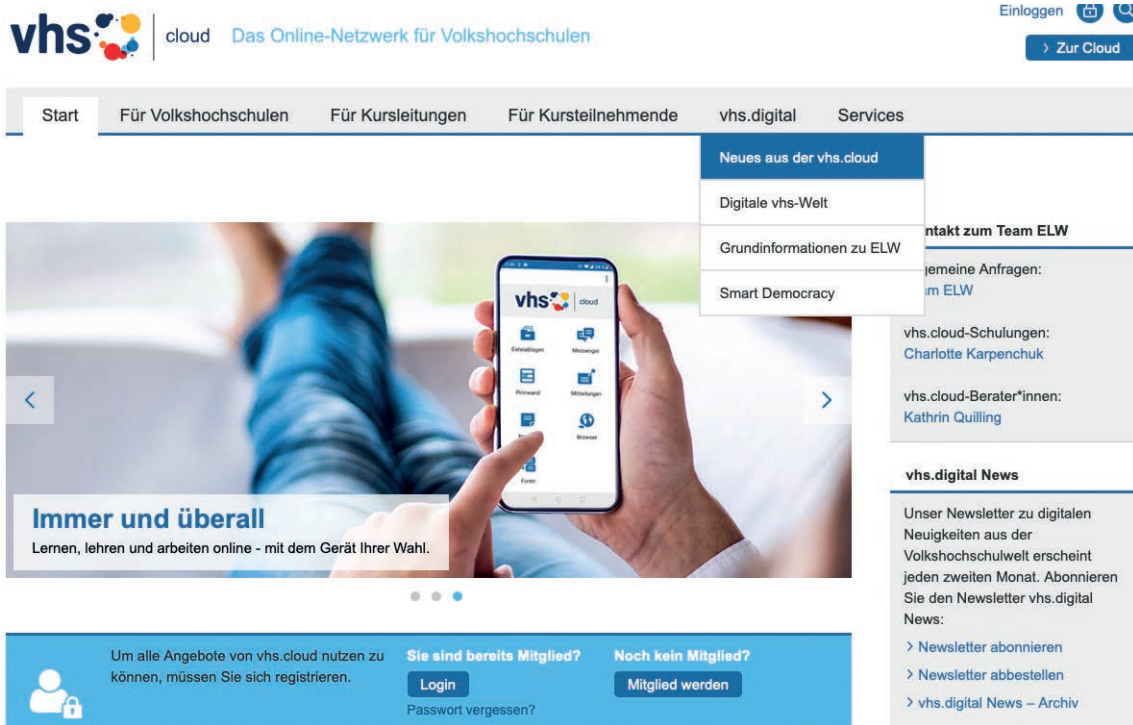 Einloggen
vhs cloud Das Online-Netzwerk für Volkshochschulen
> Zur Cloud
Start Für Volkshochschulen Für Kursleitungen Für Kursteilnehmende vhs.digital Services
Neues aus der vhs.cloud
Digitale vhs-Welt
Grundinformationen zu ELW
Smart Democracy
vhs cloud
Dateiablagen Messenger
Pinnwand Mitteilungen
Browser
Foren
Immer und überall
Lernen, lehren und arbeiten online - mit dem Gerät Ihrer Wahl.
ntakt zum Team ELW
gemeine Anfragen:
m ELW
vhs.cloud-Schulungen:
Charlotte Karpenchuk
vhs.cloud-Berater*innen:
Kathrin Quilling
vhs.digital News
Unser Newsletter zu digitalen
Neuigkeiten aus der
Volkshochschulwelt erscheint
jeden zweiten Monat. Abonnieren
Sie den Newsletter vhs.digital
News:
> Newsletter abonnieren
> Newsletter abbestellen
> vhs.digital News – Archiv
Um alle Angebote von vhs.cloud nutzen zu
können, müssen Sie sich registrieren.
Sie sind bereits Mitglied?
Login
Passwort vergessen?
Noch kein Mitglied?
Mitglied werden